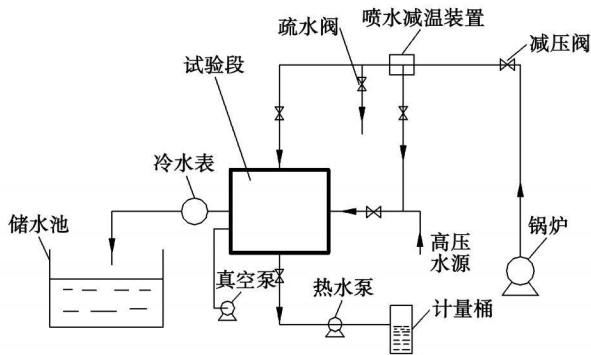 喷水减温装置
疏水阀
减压阀
试验段
冷水表
储水池
高压
水源
锅炉
真空泵
热水泵
计量桶